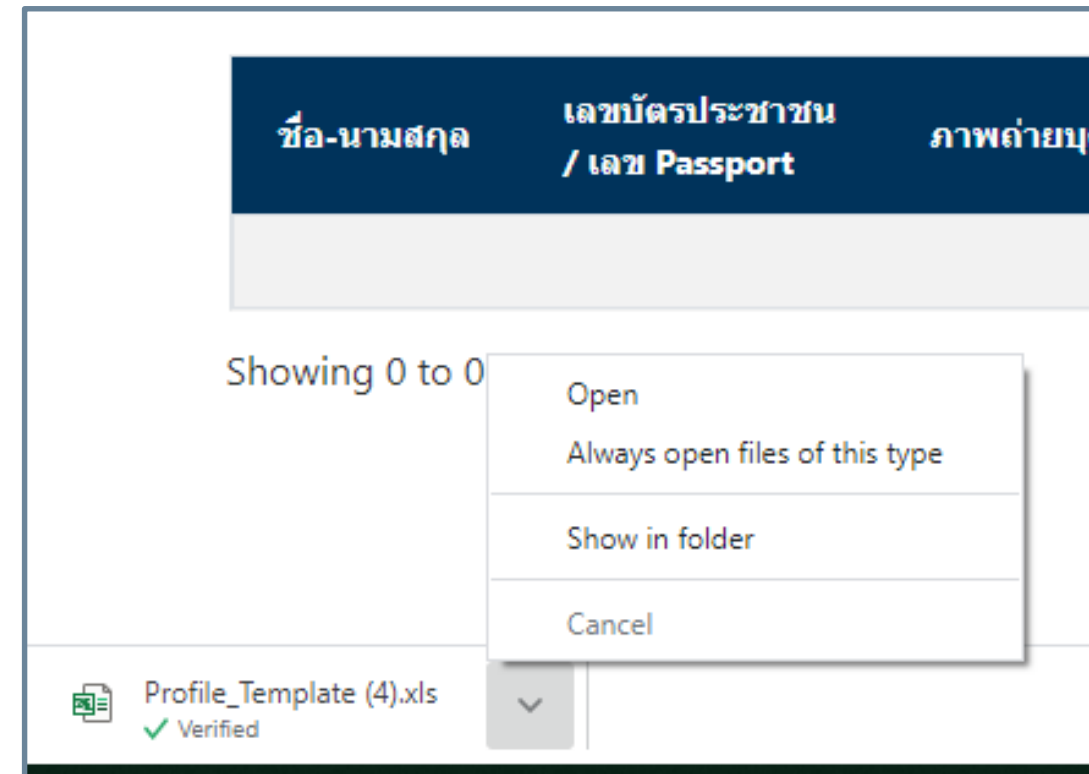 ชื่อ-นามสกุล
เลขบัตรประชาชน
/ เลข Passport
ภาพถ่ายบุ
Showing 0 to 0
Open
Always open files of this type
Show in folder
Cancel
Profile_Template (4).xls
Verified